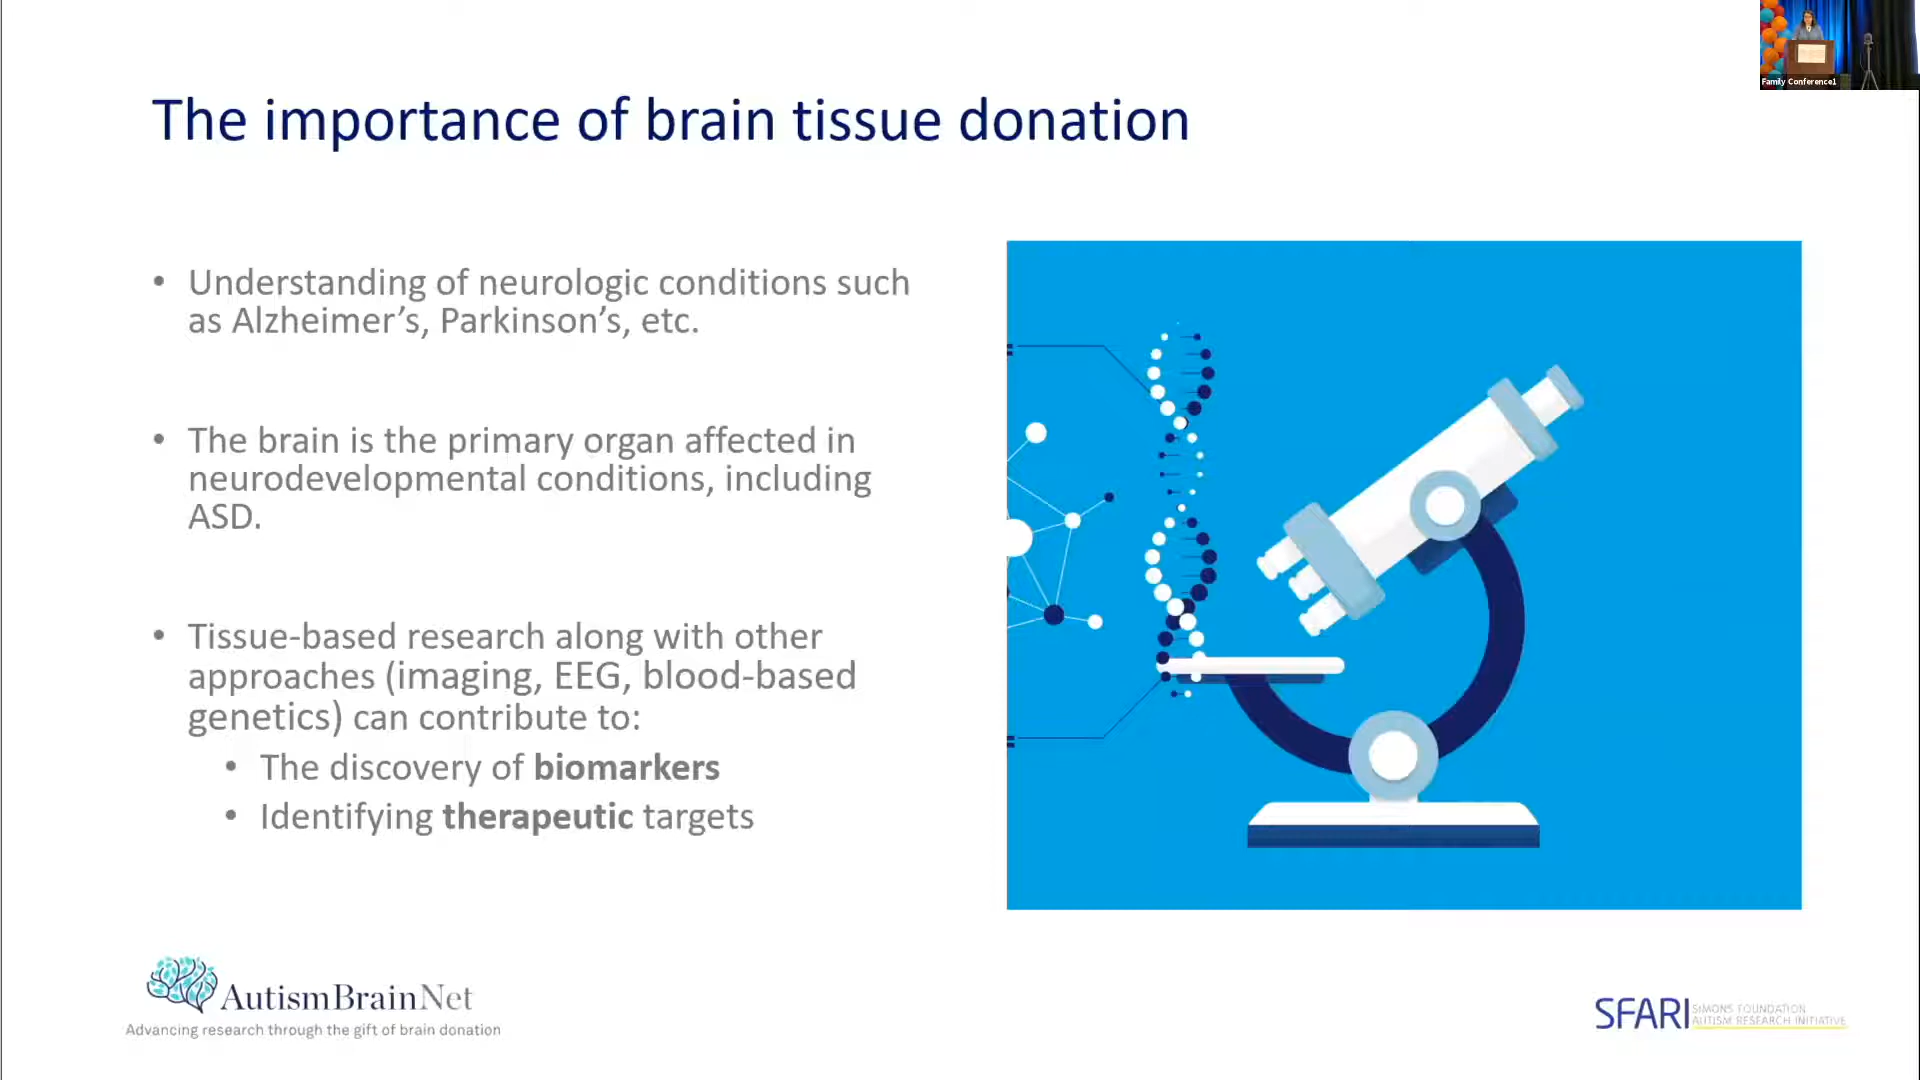 Family Conference1
The importance of brain tissue donation
• Understanding of neurologic conditions such
as Alzheimer’s, Parkinson’s, etc.
• The brain is the primary organ affected in
neurodevelopmental conditions, including
ASD.
• Tissue-based research along with other
approaches (imaging, EEG, blood-based
genetics) can contribute to:
• The discovery of biomarkers
• Identifying therapeutic targets
AutismBrainNet
Advancing research through the gift of brain donation
SFARI
SIMONS FOUNDATION
AUTISM RESEARCH INITIATIVE